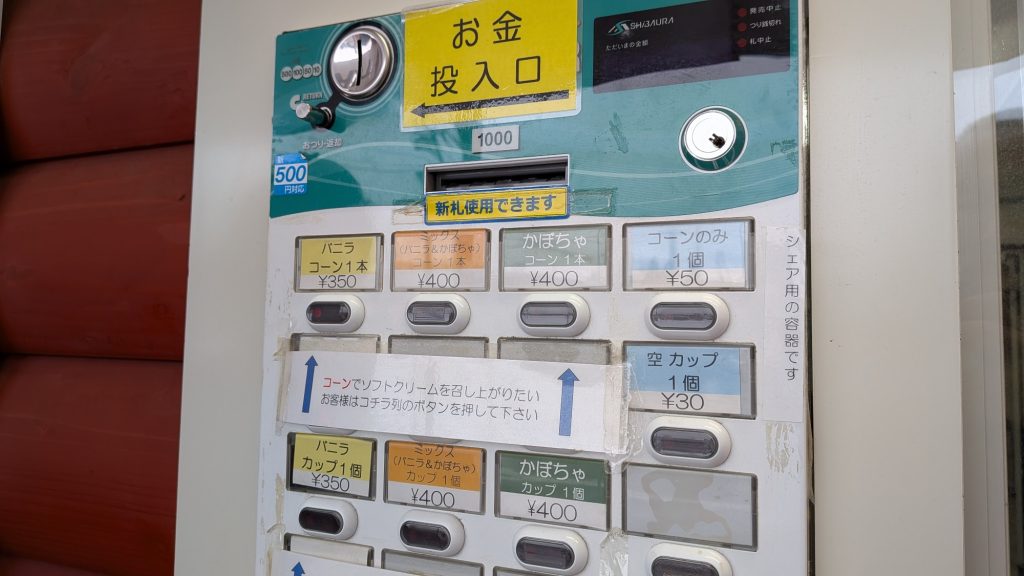 お金
投入口
SHIBAURA
ただいまの金額
発売中止
つり銭切れ
札中止
500 100 50 10
RETURN
おつり・返却
1000
新
500
円対応
新札使用できます
バニラ
コーン1本
¥350
ミックス
(バニラ&かぼちゃ)
コーン1本
¥400
かぼちゃ
コーン1本
¥400
コーンのみ
1個
¥50
シェア用の容器です
空 カップ
1個
¥30
コーンでソフトクリームを召し上がりたい
お客様はコチラ列のボタンを押して下さい
バニラ
カップ1個
¥350
ミックス
(バニラ&かぼちゃ)
カップ1個
¥400
かぼちゃ
カップ1個
¥400